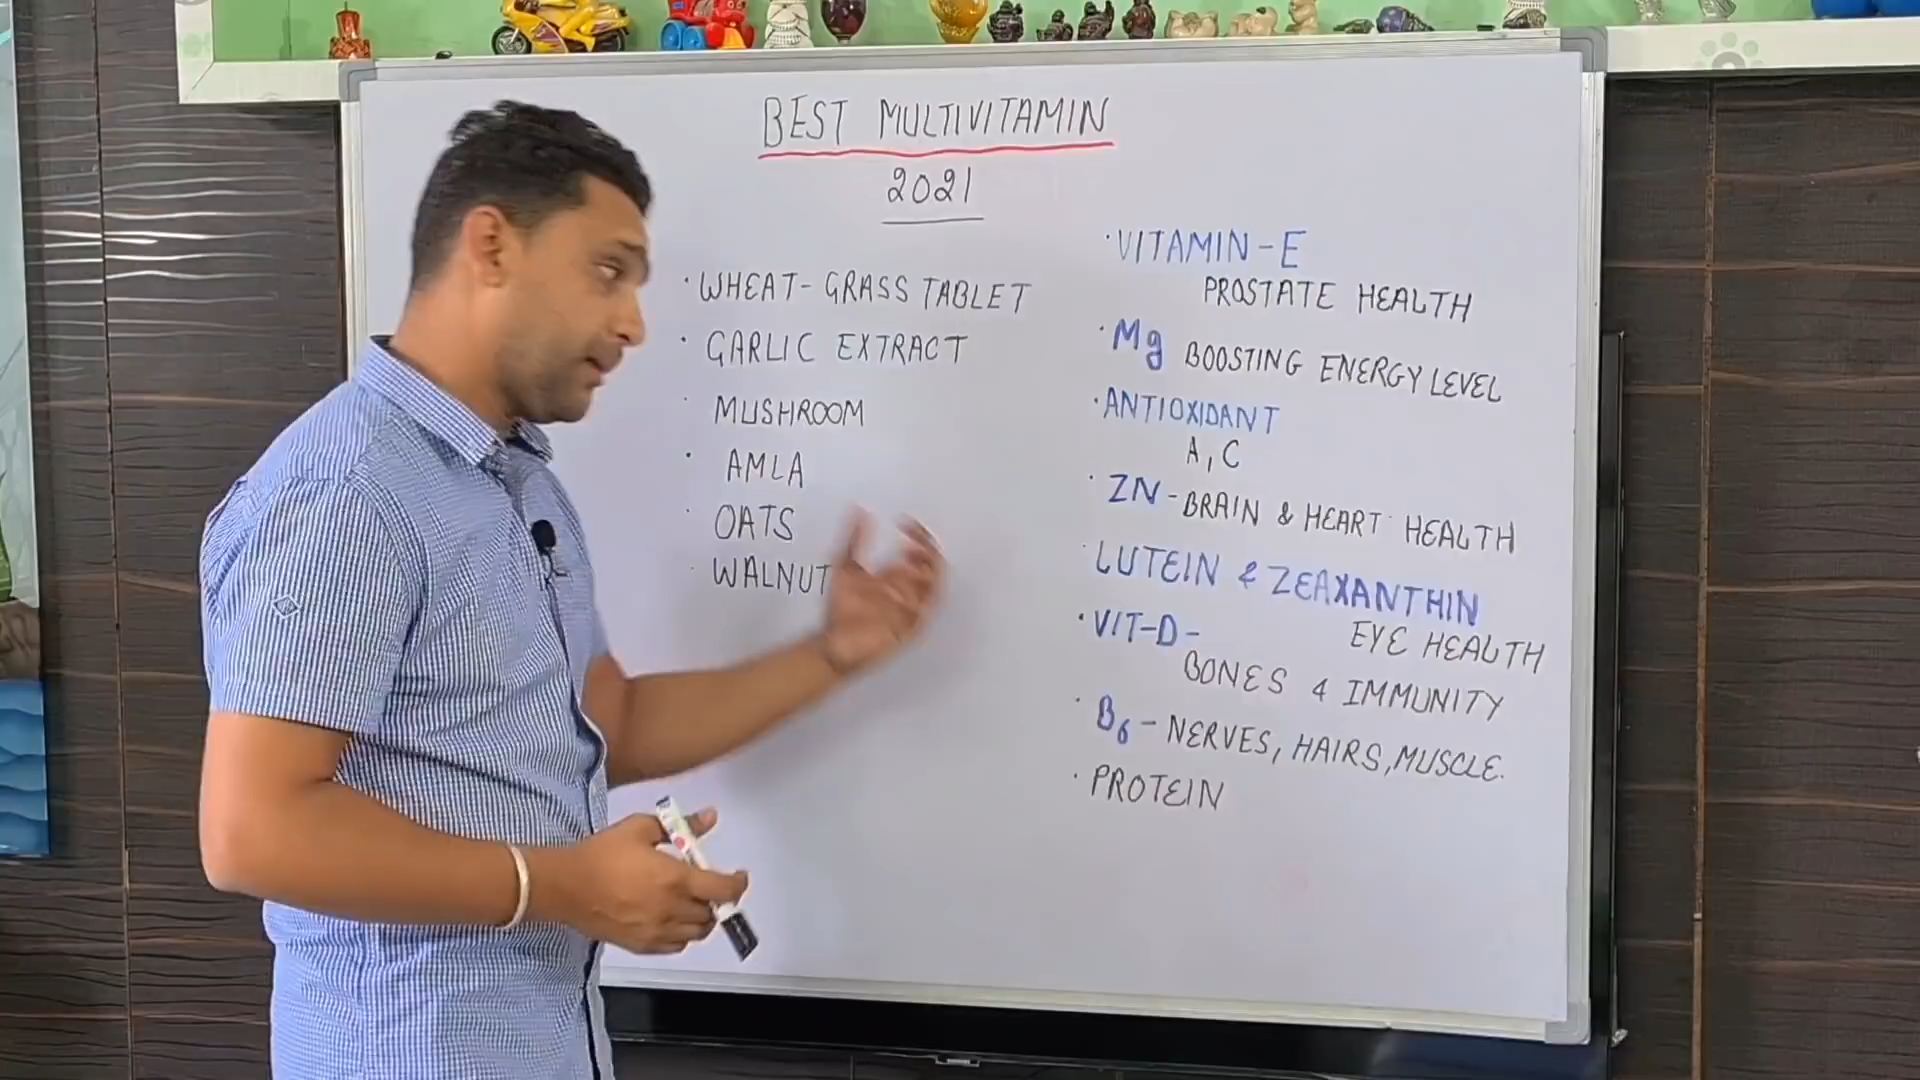 BEST MULTIVITAMIN
2021
· WHEAT-GRASS TABLET
· GARLIC EXTRACT
· MUSHROOM
· AMLA
· OATS
· WALNUT
· VITAMIN-E
PROSTATE HEALTH
· Mg BOOSTING ENERGY LEVEL
· ANTIOXIDANT
A, C
· ZN-BRAIN & HEART HEALTH
· LUTEIN & ZEAXANTHIN
EYE HEALTH
· VIT-D-
BONES & IMMUNITY
· B6 - NERVES, HAIRS, MUSCLE.
· PROTEIN